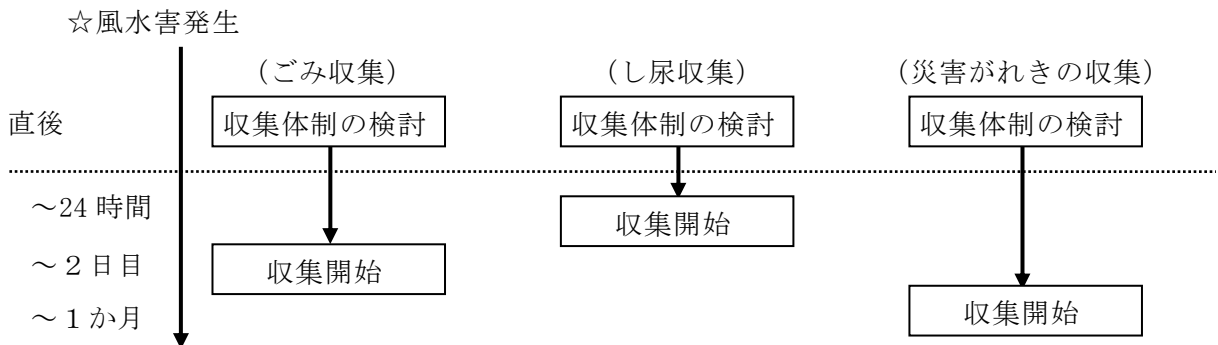 ☆風水害発生
（ごみ収集） （し尿収集） （災害がれきの収集）
直後 収集体制の検討 収集体制の検討 収集体制の検討
～24 時間 収集開始
～２日目 収集開始
～１か月 収集開始